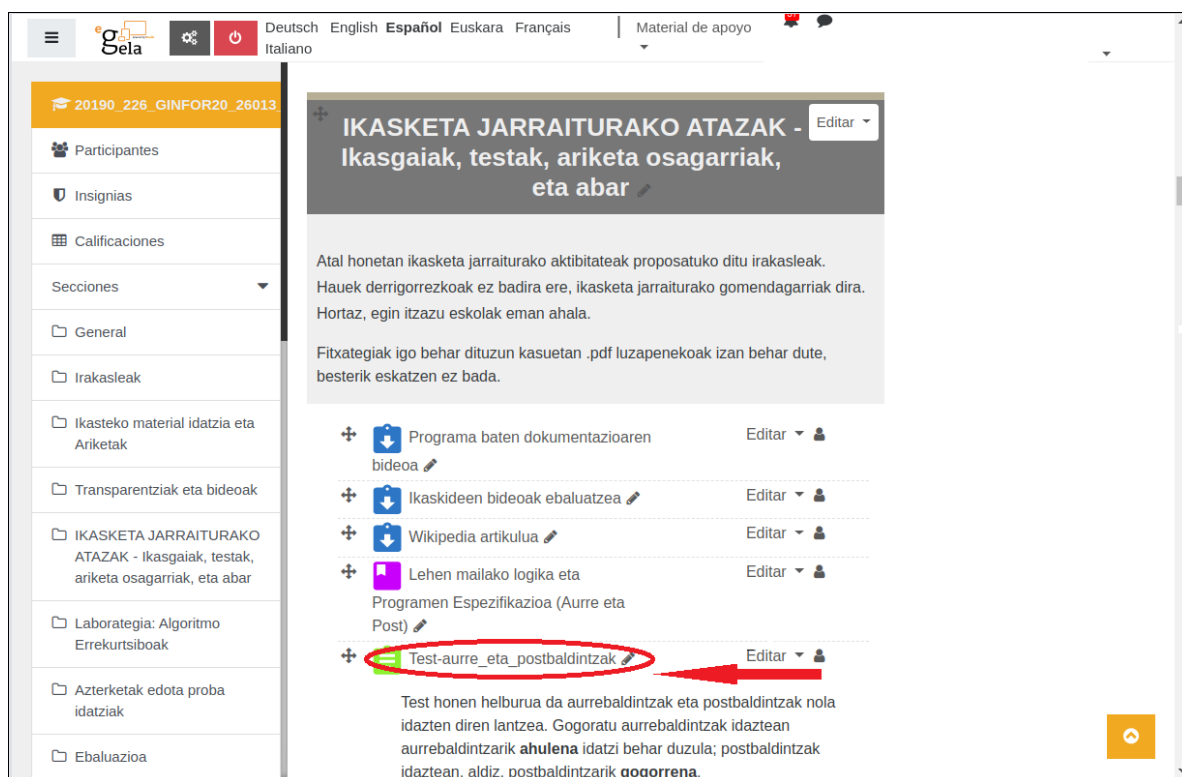 eGela
Deutsch English Español Euskara Français
Italiano
Material de apoyo
20190_226_GINFOR20_26013_
Participantes
Insignias
Calificaciones
Secciones
General
Irakasleak
Ikasteko material idatzia eta
Ariketak
Transparentziak eta bideoak
IKASKETA JARRAITURAKO
ATAZAK - Ikasgaiak, testak,
ariketa osagarriak, eta abar
Laborategia: Algoritmo
Errekurtsiboak
Azterketak edota proba
idatziak
Ebaluazioa
IKASKETA JARRAITURAKO ATAZAK -
Ikasgaiak, testak, ariketa osagarriak,
eta abar
Editar
Atal honetan ikasketa jarraiturako aktibitateak proposatuko ditu irakasleak.
Hauek derrigorrezkoak ez badira ere, ikasketa jarraiturako gomendagarriak dira.
Hortaz, egin itzazu eskolak eman ahala.
Fitxategiak igo behar dituzun kasuetan .pdf luzapenekoak izan behar dute,
besterik eskatzen ez bada.
Programa baten dokumentazioaren
bideoa
Editar
Ikaskideen bideoak ebaluatzea
Editar
Wikipedia artikulua
Editar
Lehen mailako logika eta
Programen Espezifikazioa (Aurre eta
Post)
Editar
Test-aurre_eta_postbaldintzak
Editar
Test honen helburua da aurrebaldintzak eta postbaldintzak nola
idazten diren lantzea. Gogoratu aurrebaldintzak idaztean
aurrebaldintzarik ahulena idatzi behar duzula; postbaldintzak
idaztean, aldiz, postbaldintzarik gogorrena.